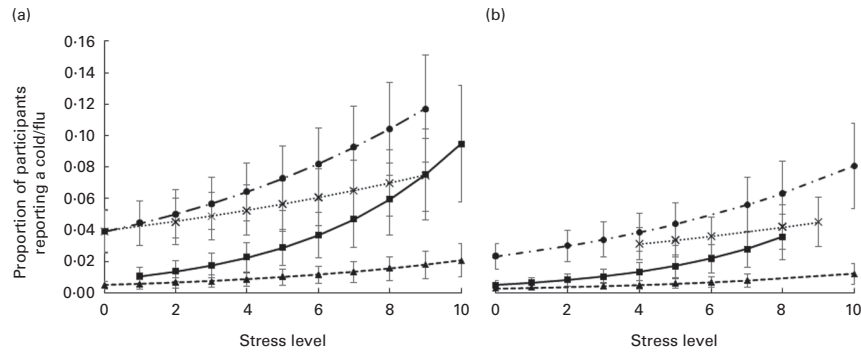 (a)
(b)
0·16
0·14
0·12
0·10
0·08
0·06
0·04
0·02
0·00
Proportion of participants
reporting a cold/flu
0 2 4 6 8 10
0 2 4 6 8 10
Stress level
Stress level